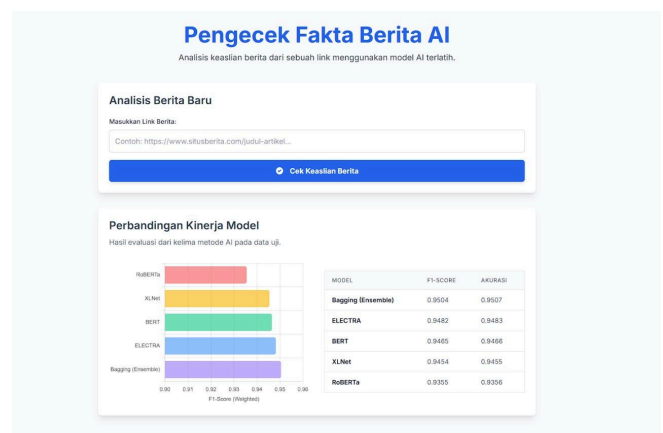 Pengecek Fakta Berita AI
Analisis keaslian berita dari sebuah link menggunakan model AI terlatih.
Analisis Berita Baru
Masukkan Link Berita:
Contoh: https://www.situsberita.com/judul-artikel...
Cek Keaslian Berita
Perbandingan Kinerja Model
Hasil evaluasi dari kelima metode AI pada data uji.
RoBERTa
XLNet
BERT
ELECTRA
Bagging (Ensemble)
0.90 0.91 0.92 0.93 0.94 0.95 0.96
F1-Score (Weighted)
MODEL F1-SCORE AKURASI
Bagging (Ensemble) 0.9504 0.9507
ELECTRA 0.9482 0.9483
BERT 0.9465 0.9466
XLNet 0.9454 0.9455
RoBERTa 0.9355 0.9356